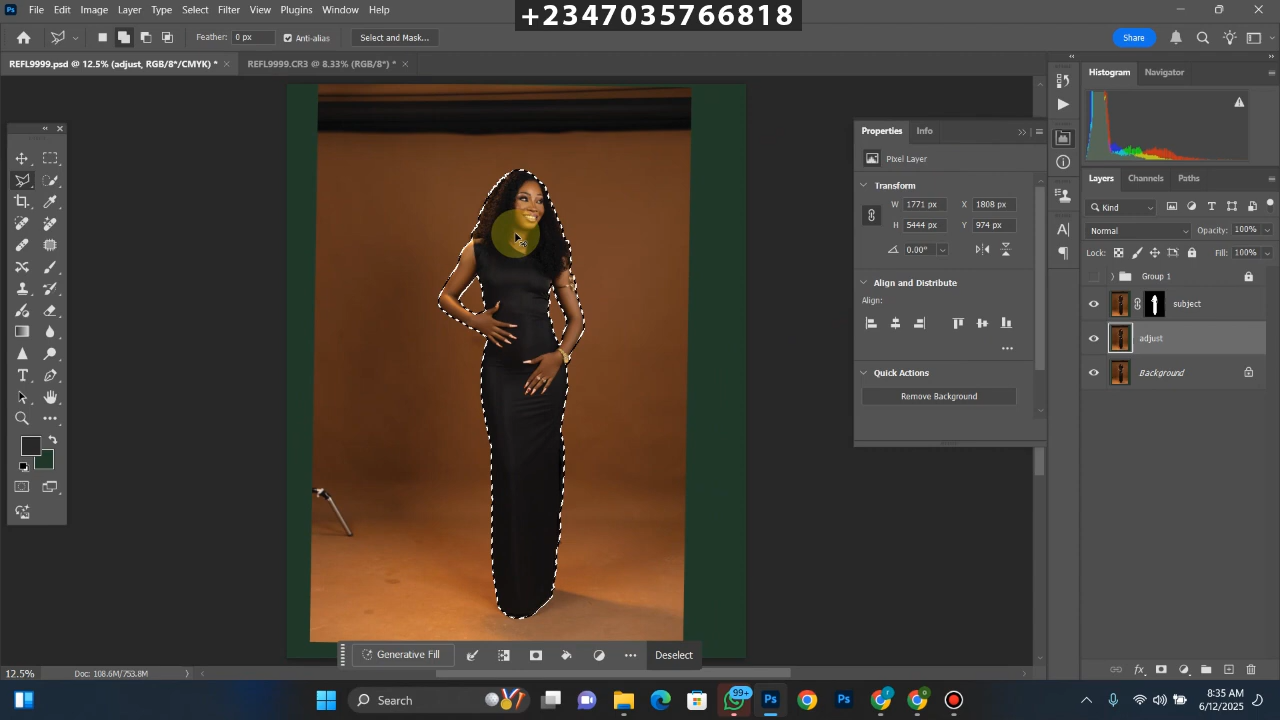 +2347035766818
Ps File Edit Image Layer Type Select Filter View Plugins Window Help
Feather: 0 px Anti-alias Select and Mask... Share
REFL9999.psd @ 12.5% (adjust, RGB/8*/CMYK) * × REFL9999.CR3 @ 8.33% (RGB/8*) * ×
Histogram Navigator
Properties Info
Pixel Layer
Transform
W 1771 px X 1808 px
H 5444 px Y 974 px
0.00°
Align and Distribute
Align:
Quick Actions
Remove Background
Layers Channels Paths
Kind
Normal Opacity: 100%
Lock: Fill: 100%
Group 1
subject
adjust
Background
Generative Fill Deselect
12.5% Doc: 108.6M/753.8M
Search 99+ Ps Ps 8:35 AM
6/12/2025